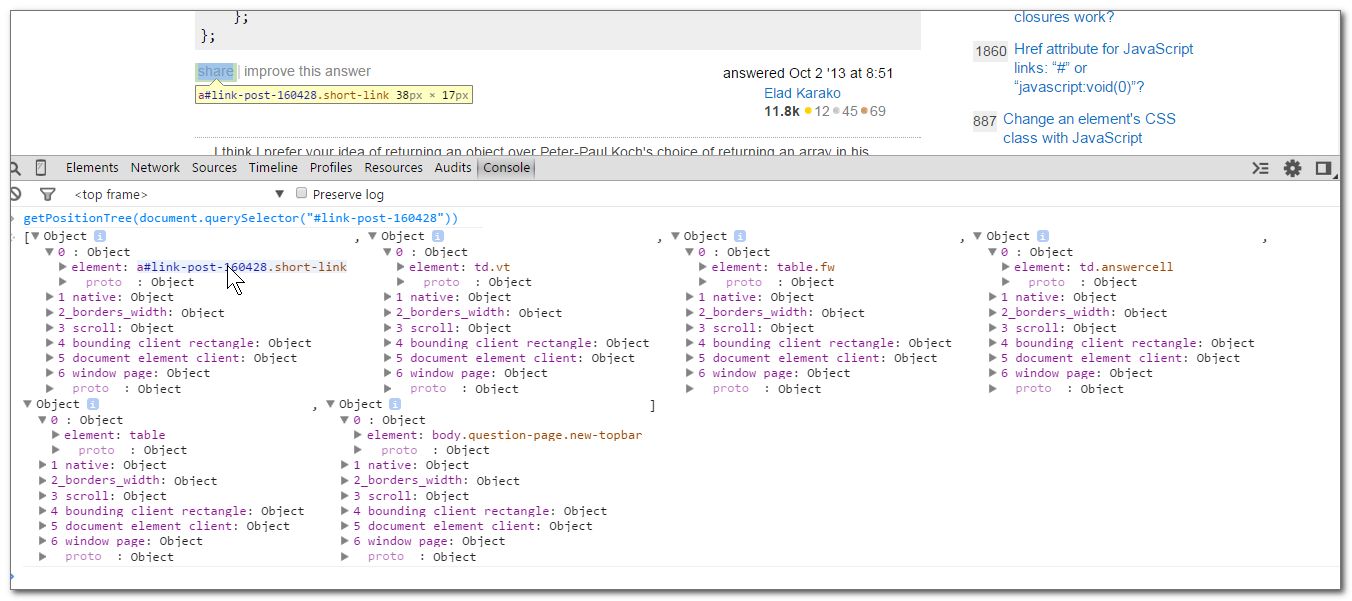 };
};
share | improve this answer
a#link-post-160428.short-link 38px × 17px
answered Oct 2 '13 at 8:51
Elad Karako
11.8k 12 45 69
I think I prefer your idea of returning an object over Peter-Paul Koch's choice of returning an array in his
closures work?
1860 Href attribute for JavaScript
links: “#” or
“javascript:void(0)”?
887 Change an element's CSS
class with JavaScript
Elements Network Sources Timeline Profiles Resources Audits Console
<top frame> ▼ Preserve log
getPositionTree(document.querySelector("#link-post-160428"))
[▼ Object i , ▼ Object i , ▼ Object i , ▼ Object i ,
▼ 0 : Object ▼ 0 : Object ▼ 0 : Object ▼ 0 : Object
▶ element: a#link-post-160428.short-link ▶ element: td.vt ▶ element: table.fw ▶ element: td.answercell
▶ proto : Object ▶ proto : Object ▶ proto : Object ▶ proto : Object
▶ 1 native: Object ▶ 1 native: Object ▶ 1 native: Object ▶ 1 native: Object
▶ 2_borders_width: Object ▶ 2_borders_width: Object ▶ 2_borders_width: Object ▶ 2_borders_width: Object
▶ 3 scroll: Object ▶ 3 scroll: Object ▶ 3 scroll: Object ▶ 3 scroll: Object
▶ 4 bounding client rectangle: Object ▶ 4 bounding client rectangle: Object ▶ 4 bounding client rectangle: Object ▶ 4 bounding client rectangle: Object
▶ 5 document element client: Object ▶ 5 document element client: Object ▶ 5 document element client: Object ▶ 5 document element client: Object
▶ 6 window page: Object ▶ 6 window page: Object ▶ 6 window page: Object ▶ 6 window page: Object
▶ proto : Object ▶ proto : Object ▶ proto : Object ▶ proto : Object
▼ Object i , ▼ Object i ]
▼ 0 : Object ▼ 0 : Object
▶ element: table ▶ element: body.question-page.new-topbar
▶ proto : Object ▶ proto : Object
▶ 1 native: Object ▶ 1 native: Object
▶ 2_borders_width: Object ▶ 2_borders_width: Object
▶ 3 scroll: Object ▶ 3 scroll: Object
▶ 4 bounding client rectangle: Object ▶ 4 bounding client rectangle: Object
▶ 5 document element client: Object ▶ 5 document element client: Object
▶ 6 window page: Object ▶ 6 window page: Object
▶ proto : Object ▶ proto : Object